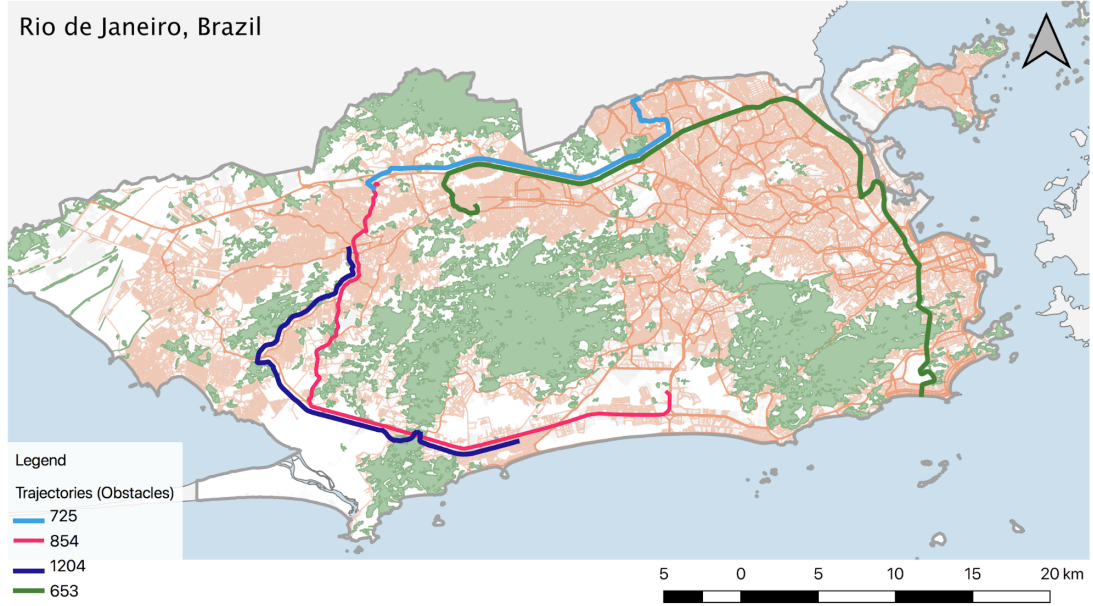 Rio de Janeiro, Brazil
Legend
Trajectories (Obstacles)
725
854
1204
653
5 0 5 10 15 20 km